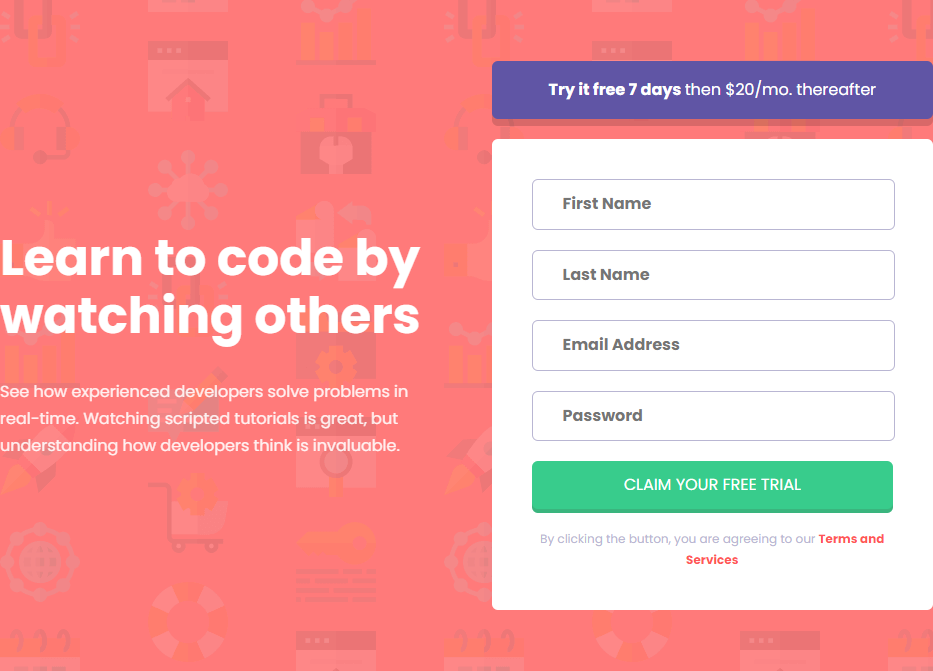 Learn to code by
watching others
See how experienced developers solve problems in
real-time. Watching scripted tutorials is great, but
understanding how developers think is invaluable.
Try it free 7 days then $20/mo. thereafter
First Name
Last Name
Email Address
Password
CLAIM YOUR FREE TRIAL
By clicking the button, you are agreeing to our Terms and
Services